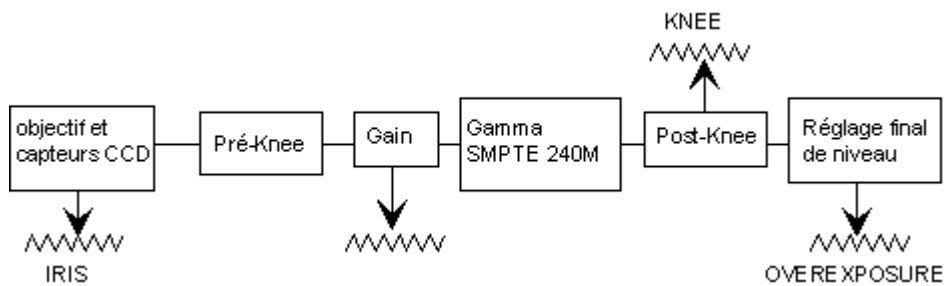 KNEE
objectif et
capteurs CCD
Pré-Knee
Gain
Gamma
SMPTE 240M
Post-Knee
Réglage final
de niveau
IRIS
OVEREXPOSURE